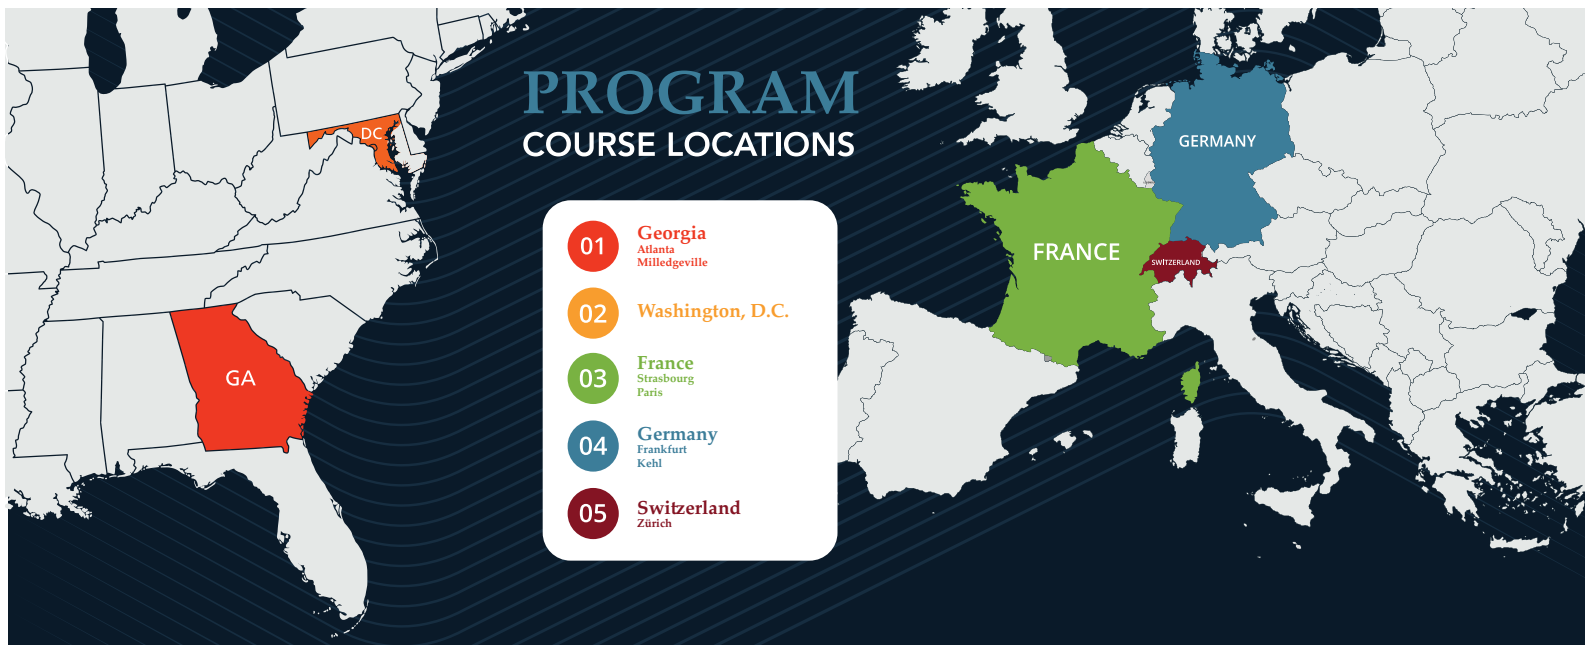 PROGRAM
COURSE LOCATIONS
01
Georgia
Atlanta
Milledgeville
02
Washington, D.C.
03
France
Strasbourg
Paris
04
Germany
Frankfurt
Kehl
05
Switzerland
Zürich
DC
GA
GERMANY
FRANCE
SWITZERLAND